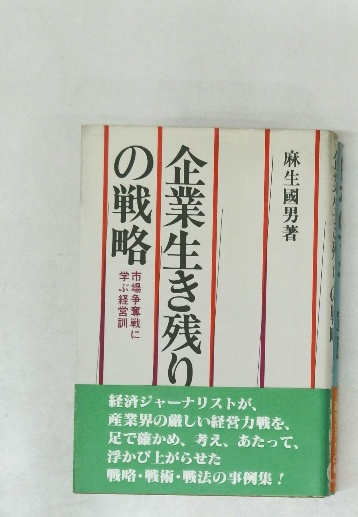 麻生國男著
企業生き残り
の戦略
市場争奪戦に
学ぶ経営訓
経済ジャーナリストが、
産業界の厳しい経営力戦を、
足で確かめ、考え、あたって、
浮かび上がらせた
戦略・戦術・戦法の事例集！